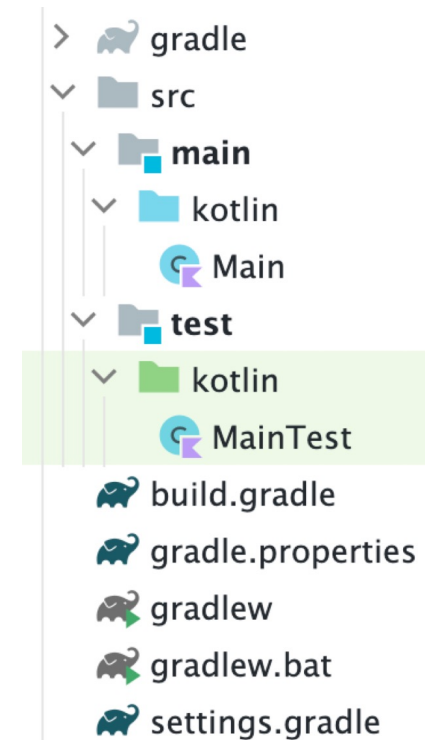 gradle
src
main
kotlin
Main
test
kotlin
MainTest
build.gradle
gradle.properties
gradlew
gradlew.bat
settings.gradle